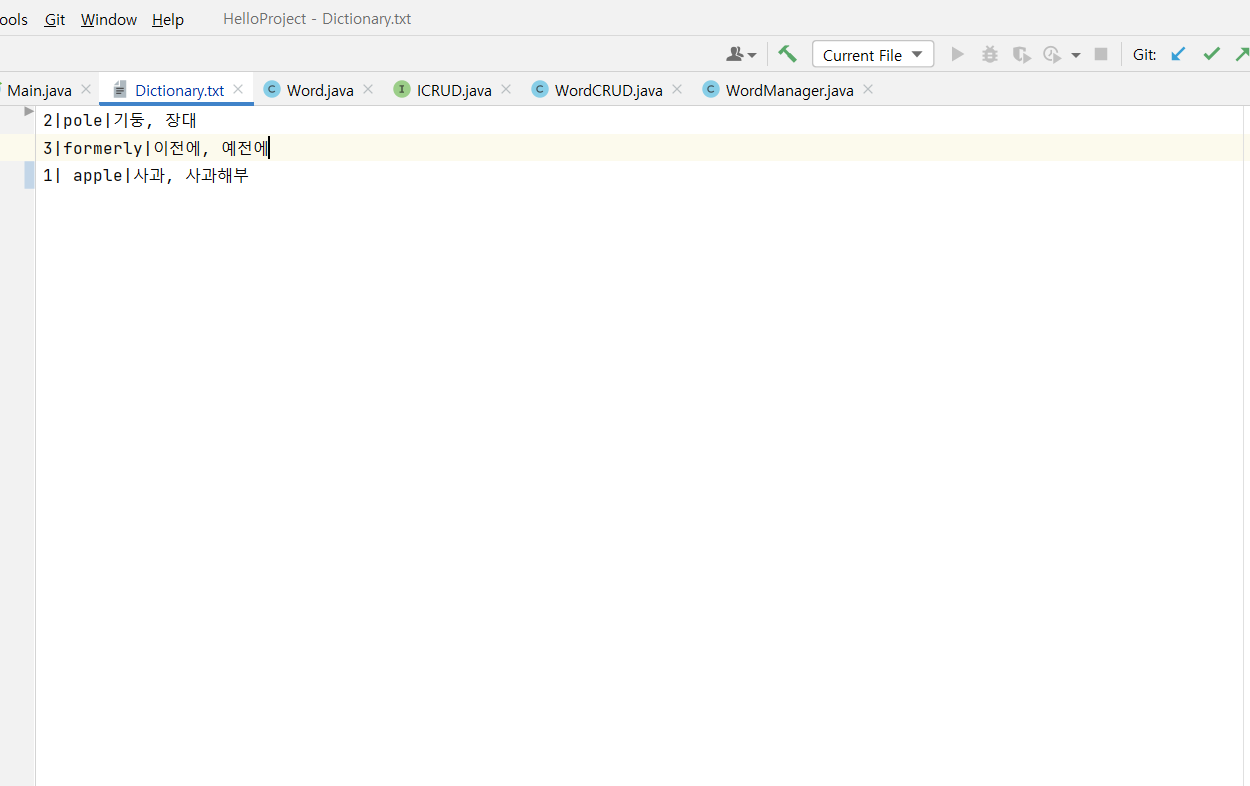 ools Git Window Help HelloProject - Dictionary.txt
Current File Git:
Main.java Dictionary.txt Word.java ICRUD.java WordCRUD.java WordManager.java
2|pole|기둥, 장대
3|formerly|이전에, 예전에
1| apple|사과, 사과해부